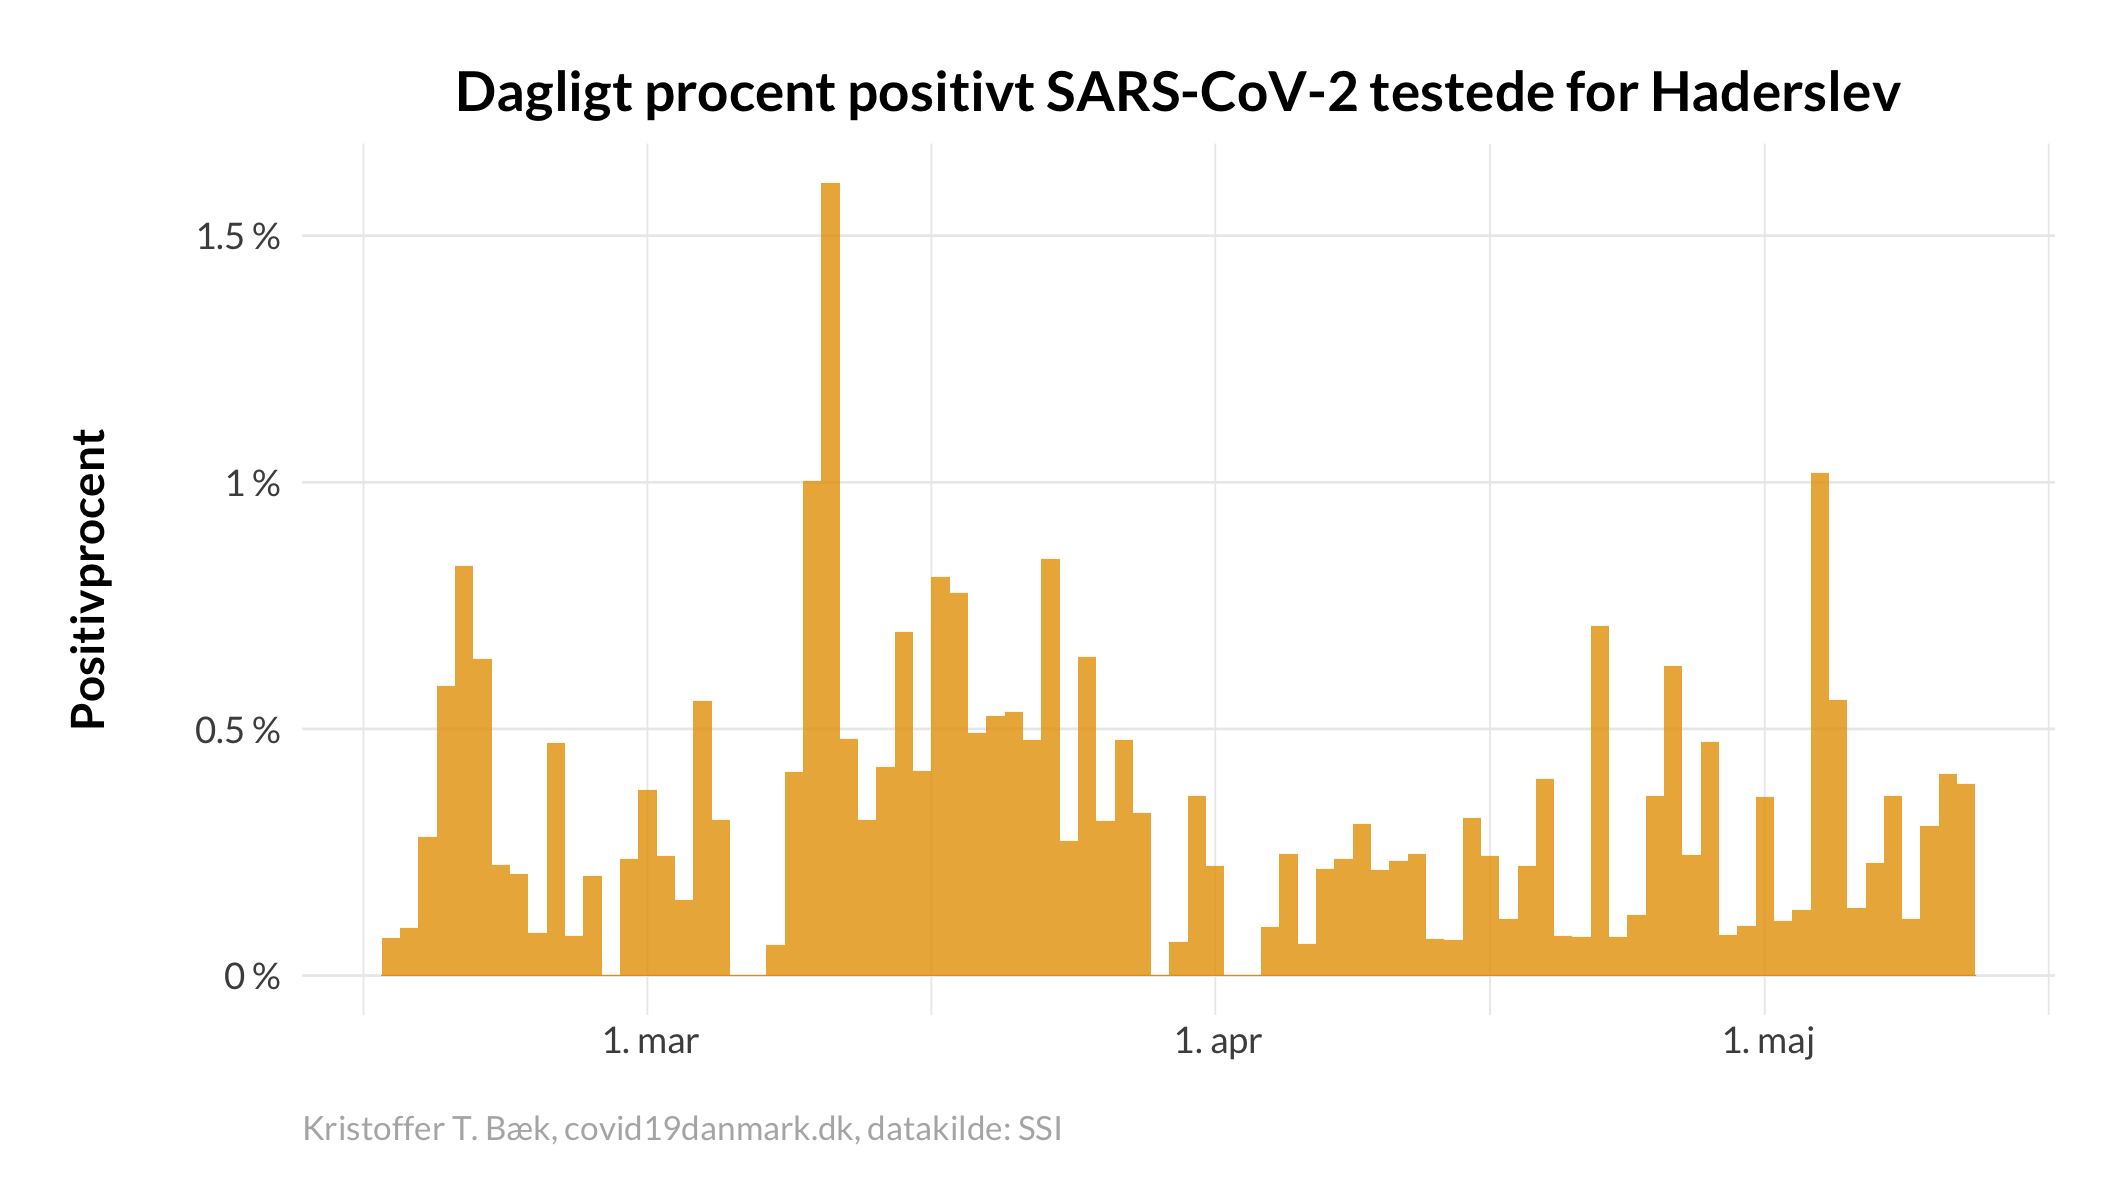 Dagligt procent positivt SARS-CoV-2 testede for Haderslev
Positivprocent
1.5 %
1 %
0.5 %
0 %
1. mar
1. apr
1. maj
Kristoffer T. Bæk, covid19danmark.dk, datakilde: SSI